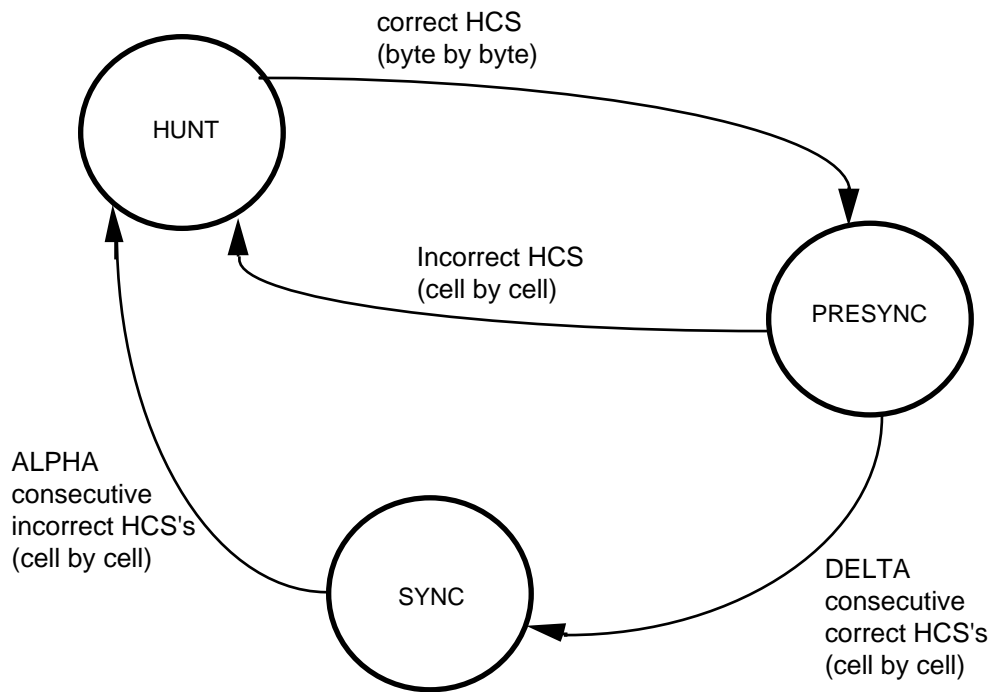 correct HCS
(byte by byte)
HUNT
Incorrect HCS
(cell by cell)
PRESYNC
ALPHA
consecutive
incorrect HCS's
(cell by cell)
SYNC
DELTA
consecutive
correct HCS's
(cell by cell)